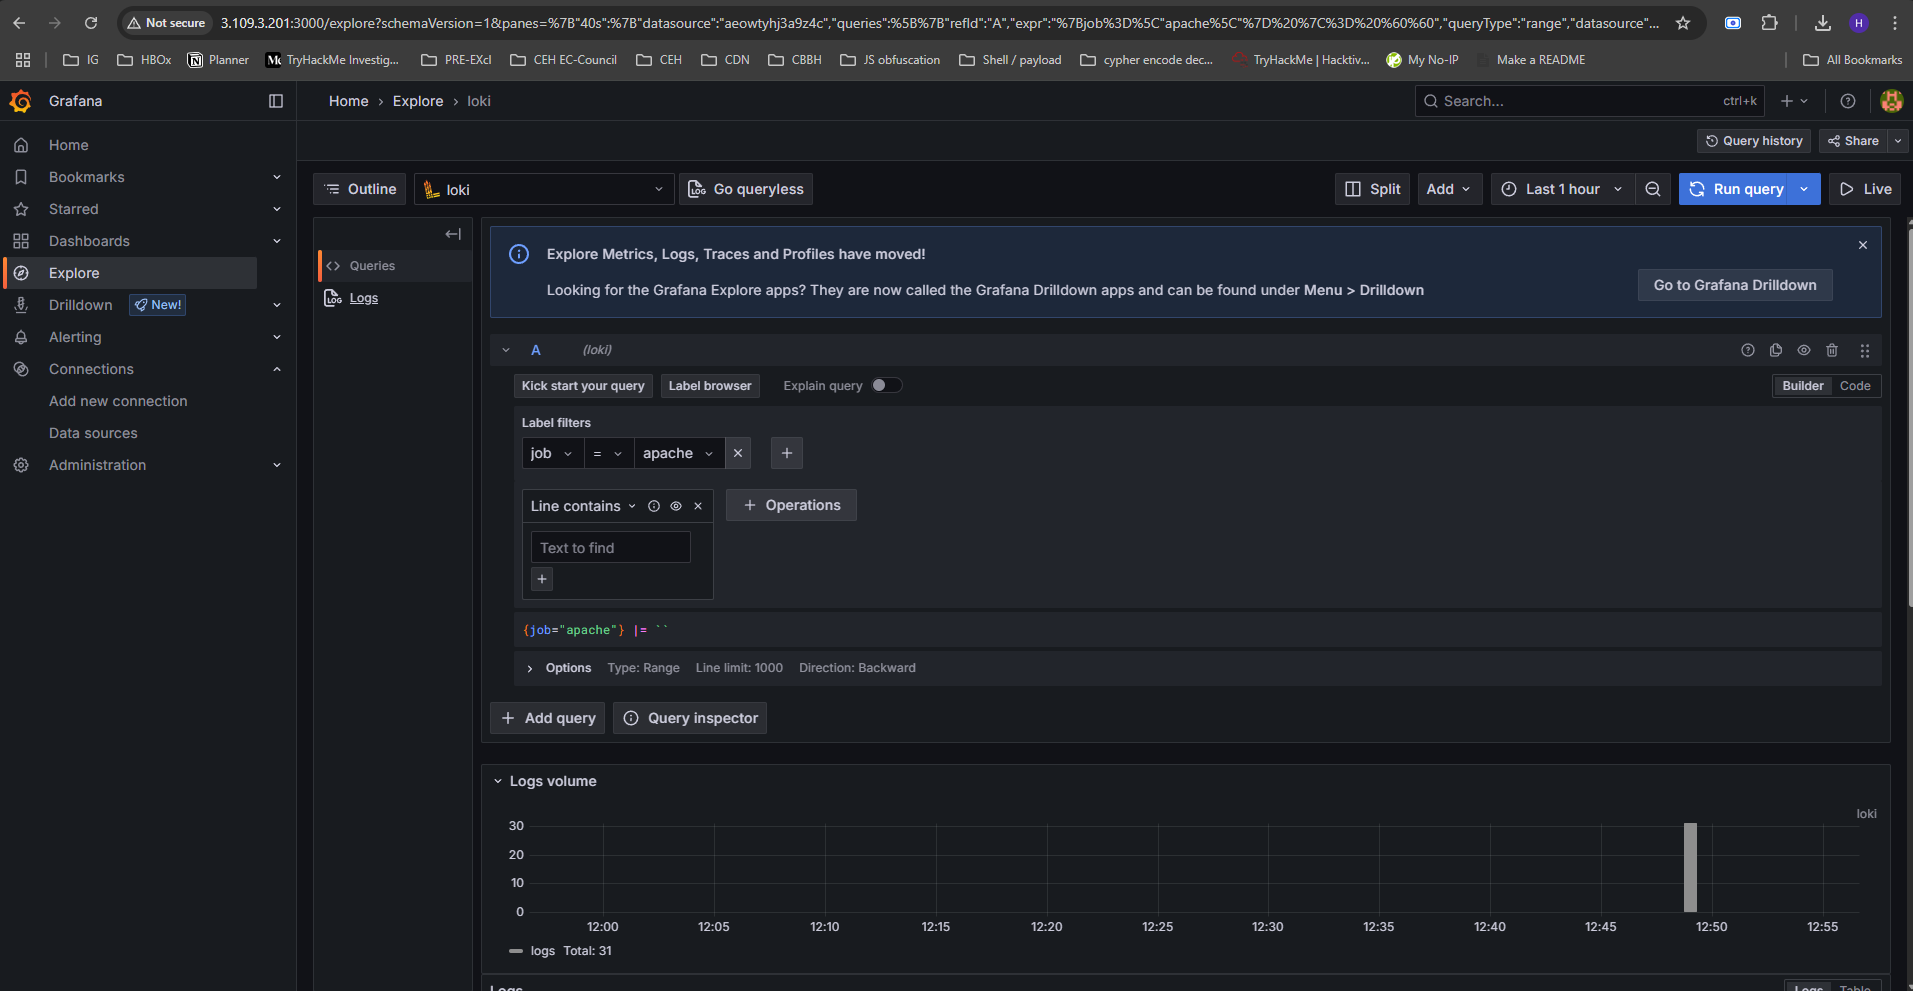 Not secure 3.109.3.201:3000/explore?schemaVersion=1&panes=%7B"40s":%7B"datasource":"aeowtyhj3a9z4c","queries":%5B%7B"refId":"A","expr":"%7Bjob%3D%5C"apache%5C"%7D%20%7C%3D%20%60%60","queryType":"range","datasource"... H
IG HBOx Planner TryHackMe Investig... PRE-EXcl CEH EC-Council CEH CDN CBBH JS obfuscation Shell / payload cypher encode dec... TryHackMe | Hacktiv... My No-IP Make a README All Bookmarks
Grafana
Home › Explore › loki
Search... ctrl+k
Home
Bookmarks
Starred
Dashboards
Explore
Drilldown New!
Alerting
Connections
Add new connection
Data sources
Administration
Query history Share
Outline loki Go queryless Split Add Last 1 hour Run query Live
Queries
Logs
Explore Metrics, Logs, Traces and Profiles have moved!
Looking for the Grafana Explore apps? They are now called the Grafana Drilldown apps and can be found under Menu > Drilldown
Go to Grafana Drilldown
A (loki)
Kick start your query Label browser Explain query Builder Code
Label filters
job = apache
Line contains Operations
Text to find
{job="apache"} |= ``
Options Type: Range Line limit: 1000 Direction: Backward
Add query Query inspector
Logs volume
loki
30
20
10
0
12:00 12:05 12:10 12:15 12:20 12:25 12:30 12:35 12:40 12:45 12:50 12:55
logs Total: 31
Logs Logs Table